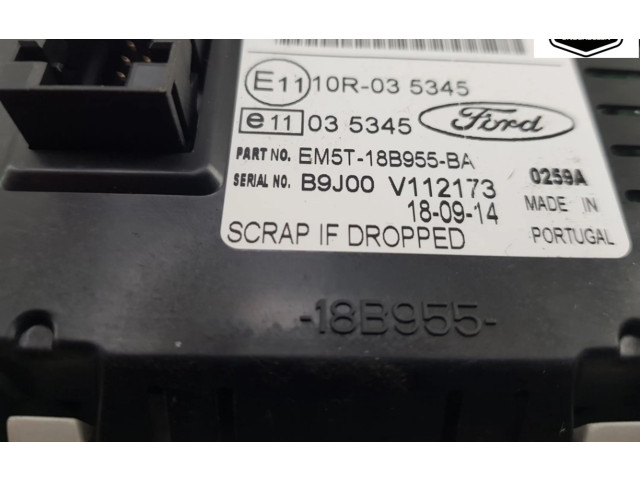 E11 10R-03 5345
e 11 03 5345 Ford
PART NO. EM5T-18B955-BA
SERIAL NO. B9J00 V112173 0259A
18-09-14 MADE IN
SCRAP IF DROPPED PORTUGAL
-18B955-